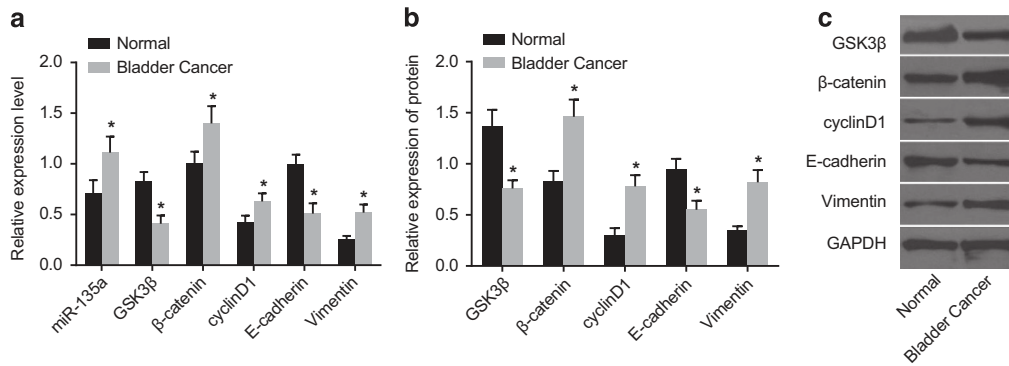 a
Normal
Bladder Cancer
Relative expression level
2.0
1.5
1.0
0.5
0.0
* * * * * *
miR-135a
GSK3β
β-catenin
cyclinD1
E-cadherin
Vimentin
b
Normal
Bladder Cancer
Relative expression of protein
2.0
1.5
1.0
0.5
0.0
* * * * *
GSK3β
β-catenin
cyclinD1
E-cadherin
Vimentin
c
GSK3β
β-catenin
cyclinD1
E-cadherin
Vimentin
GAPDH
Normal
Bladder Cancer